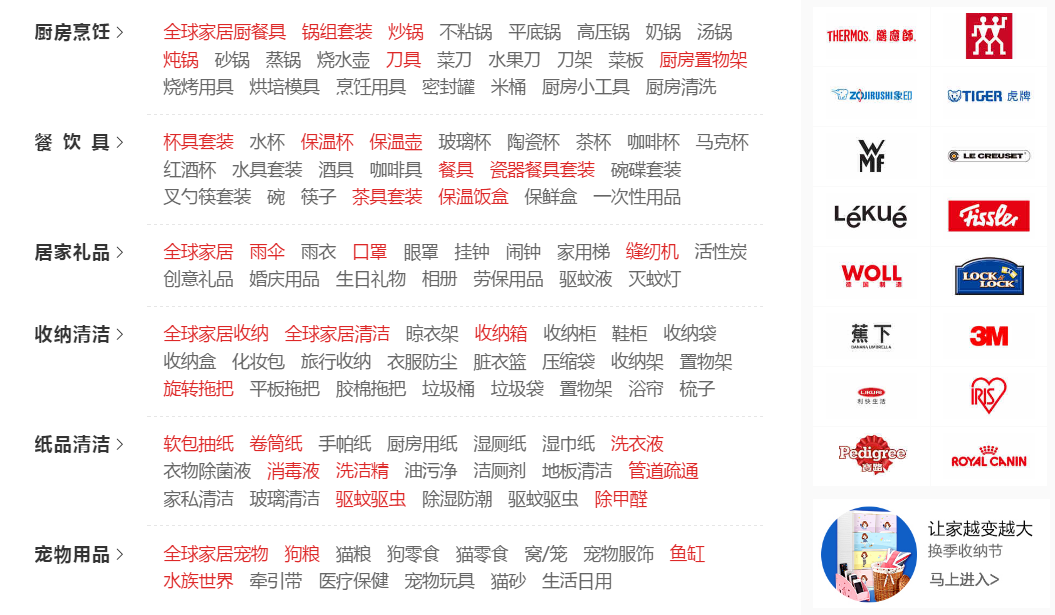 厨房烹饪 > 全球家居厨餐具 锅组套装 炒锅 不粘锅 平底锅 高压锅 奶锅 汤锅
炖锅 砂锅 蒸锅 烧水壶 刀具 菜刀 水果刀 刀架 菜板 厨房置物架
烧烤用具 烘培模具 烹饪用具 密封罐 米桶 厨房小工具 厨房清洗
餐饮具 > 杯具套装 水杯 保温杯 保温壶 玻璃杯 陶瓷杯 茶杯 咖啡杯 马克杯
红酒杯 水具套装 酒具 咖啡具 餐具 瓷器餐具套装 碗碟套装
叉勺筷套装 碗 筷子 茶具套装 保温饭盒 保鲜盒 一次性用品
居家礼品 > 全球家居 雨伞 雨衣 口罩 眼罩 挂钟 闹钟 家用梯 缝纫机 活性炭
创意礼品 婚庆用品 生日礼物 相册 劳保用品 驱蚊液 灭蚊灯
收纳清洁 > 全球家居收纳 全球家居清洁 晾衣架 收纳箱 收纳柜 鞋柜 收纳袋
收纳盒 化妆包 旅行收纳 衣服防尘 脏衣篮 压缩袋 收纳架 置物架
旋转拖把 平板拖把 胶棉拖把 垃圾桶 垃圾袋 置物架 浴帘 梳子
纸品清洁 > 软包抽纸 卷筒纸 手帕纸 厨房用纸 湿厕纸 湿巾纸 洗衣液
衣物除菌液 消毒液 洗洁精 油污净 洁厕剂 地板清洁 管道疏通
家私清洁 玻璃清洁 驱蚊驱虫 除湿防潮 驱蚊驱虫 除甲醛
宠物用品 > 全球家居宠物 狗粮 猫粮 狗零食 猫零食 窝/笼 宠物服饰 鱼缸
水族世界 牵引带 医疗保健 宠物玩具 猫砂 生活日用
THERMOS. 膳魔師.
ZOJIRUSHI 象印
TIGER 虎牌
WMF
LE CREUSET
LéKué
Fissler
WOLL
德国制造
LOCK & LOCK
蕉下
BANANA UMBRELLA
3M
LIKUAI
利快生活
IRIS
Pedigree
宝路
ROYAL CANIN
让家越变越大
换季收纳节
马上进入>